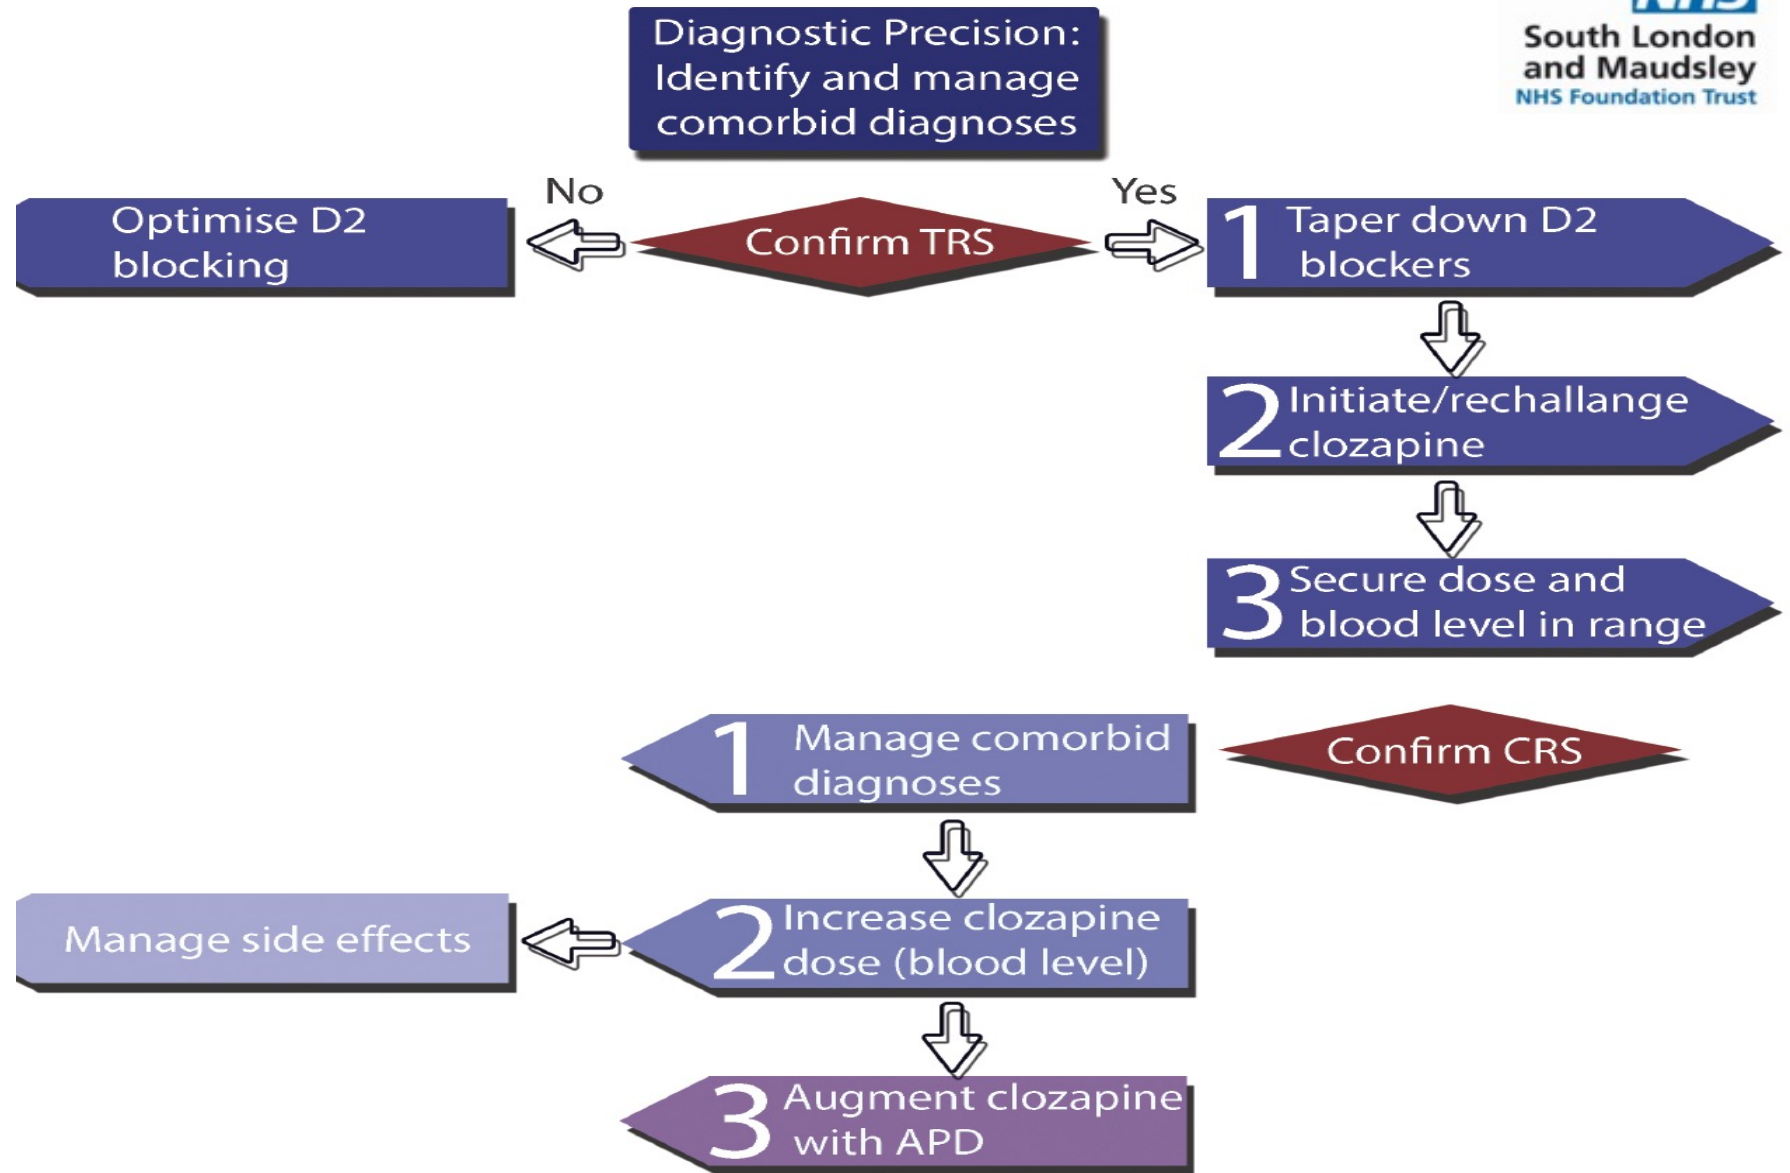 Diagnostic Precision:
Identify and manage
comorbid diagnoses
NHS
South London
and Maudsley
NHS Foundation Trust
No
Yes
Optimise D2
blocking
Confirm TRS
1 Taper down D2
blockers
2 Initiate/rechallange
clozapine
3 Secure dose and
blood level in range
Confirm CRS
1 Manage comorbid
diagnoses
2 Increase clozapine
dose (blood level)
Manage side effects
3 Augment clozapine
with APD